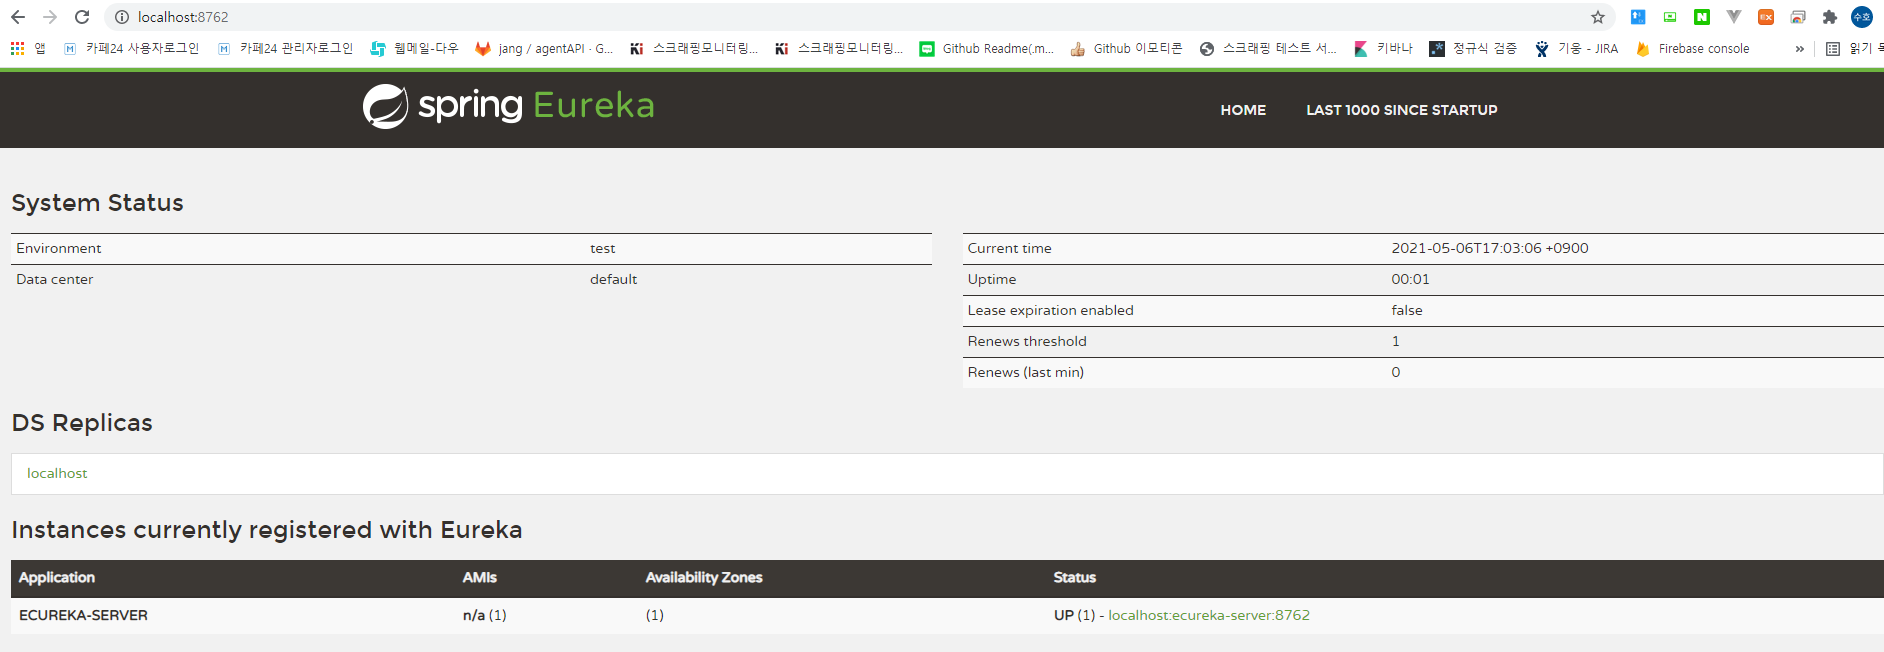 localhost:8762
수호
앱 카페24 사용자로그인 카페24 관리자로그인 웹메일-다우 jang / agentAPI · G... 스크래핑모니터링... 스크래핑모니터링... Github Readme(.m... Github 이모티콘 스크래핑 테스트 서... 키바나 정규식 검증 기웅 - JIRA Firebase console » 읽기 목
spring Eureka HOME LAST 1000 SINCE STARTUP
System Status
Environment test
Data center default
Current time 2021-05-06T17:03:06 +0900
Uptime 00:01
Lease expiration enabled false
Renews threshold 1
Renews (last min) 0
DS Replicas
localhost
Instances currently registered with Eureka
Application AMIs Availability Zones Status
ECUREKA-SERVER n/a (1) (1) UP (1) - localhost:ecureka-server:8762